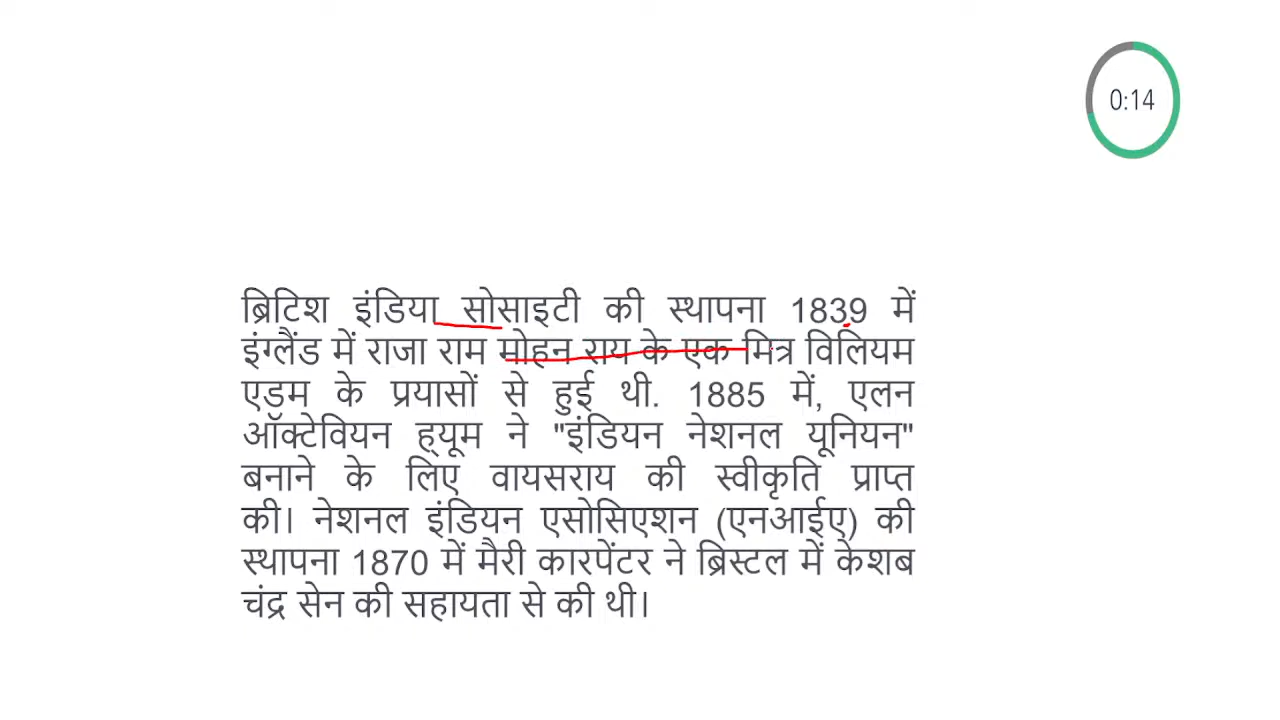 0:14
ब्रिटिश इंडिया सोसाइटी की स्थापना 1839 में
इंग्लैंड में राजा राम मोहन राय के एक मित्र विलियम
एडम के प्रयासों से हुई थी. 1885 में, एलन
ऑक्टेवियन ह्यूम ने "इंडियन नेशनल यूनियन"
बनाने के लिए वायसराय की स्वीकृति प्राप्त
की। नेशनल इंडियन एसोसिएशन (एनआईए) की
स्थापना 1870 में मैरी कारपेंटर ने ब्रिस्टल में केशब
चंद्र सेन की सहायता से की थी।